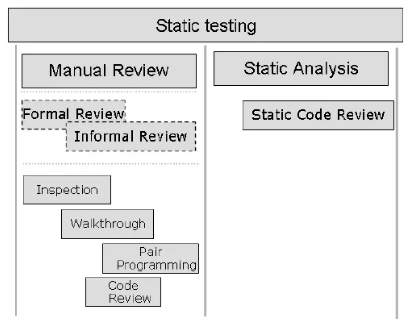 Static testing
Manual Review
Static Analysis
Formal Review
Static Code Review
Informal Review
Inspection
Walkthrough
Pair
Programming
Code
Review